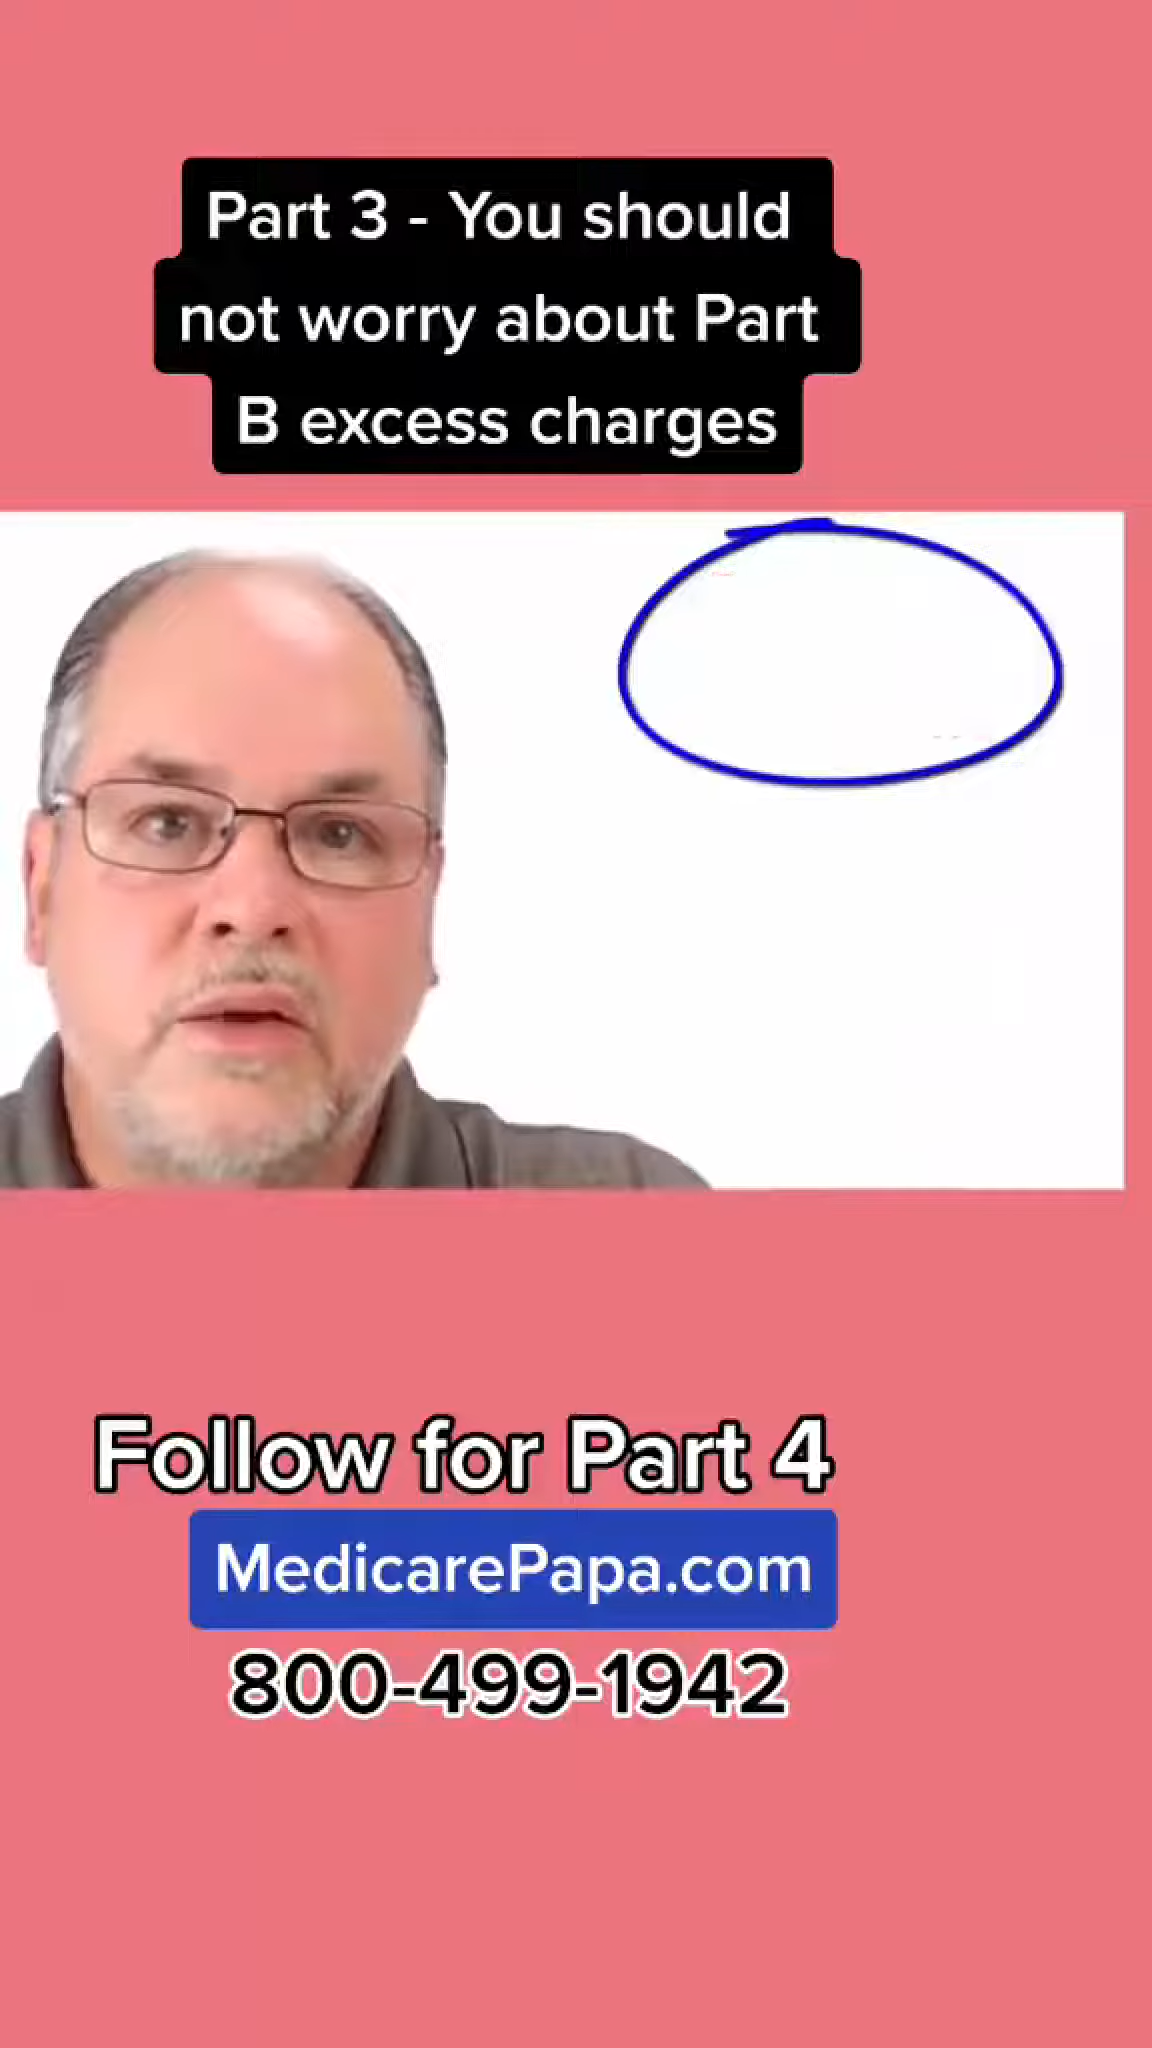 Part 3 - You should
not worry about Part
B excess charges
Follow for Part 4
MedicarePapa.com
800-499-1942